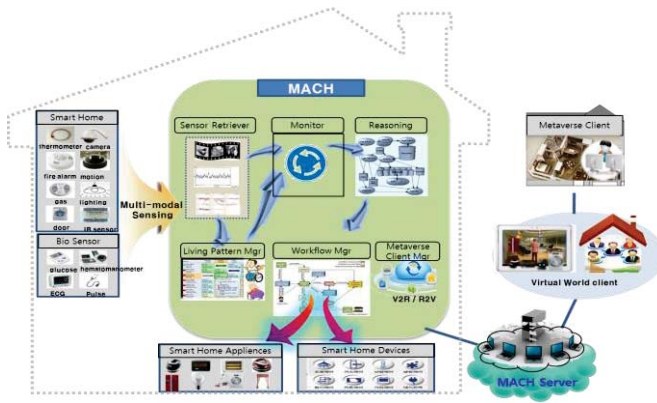 MACH
Smart Home
thermometer camera
fire alarm motion
gas lighting
door IR sensor
Bio Sensor
glucose hematomanometer
ECG Pulse
Multi-modal
Sensing
Sensor Retriever
Monitor
Reasoning
Living Pattern Mgr
Workflow Mgr
Metaverse
Client Mgr
V2R / R2V
Smart Home Appliances
Smart Home Devices
Metaverse Client
Virtual World client
MACH Server